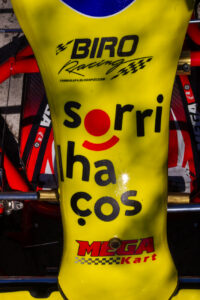 BIRO
Racing
sorri
lha
ços
MEGA
Kart